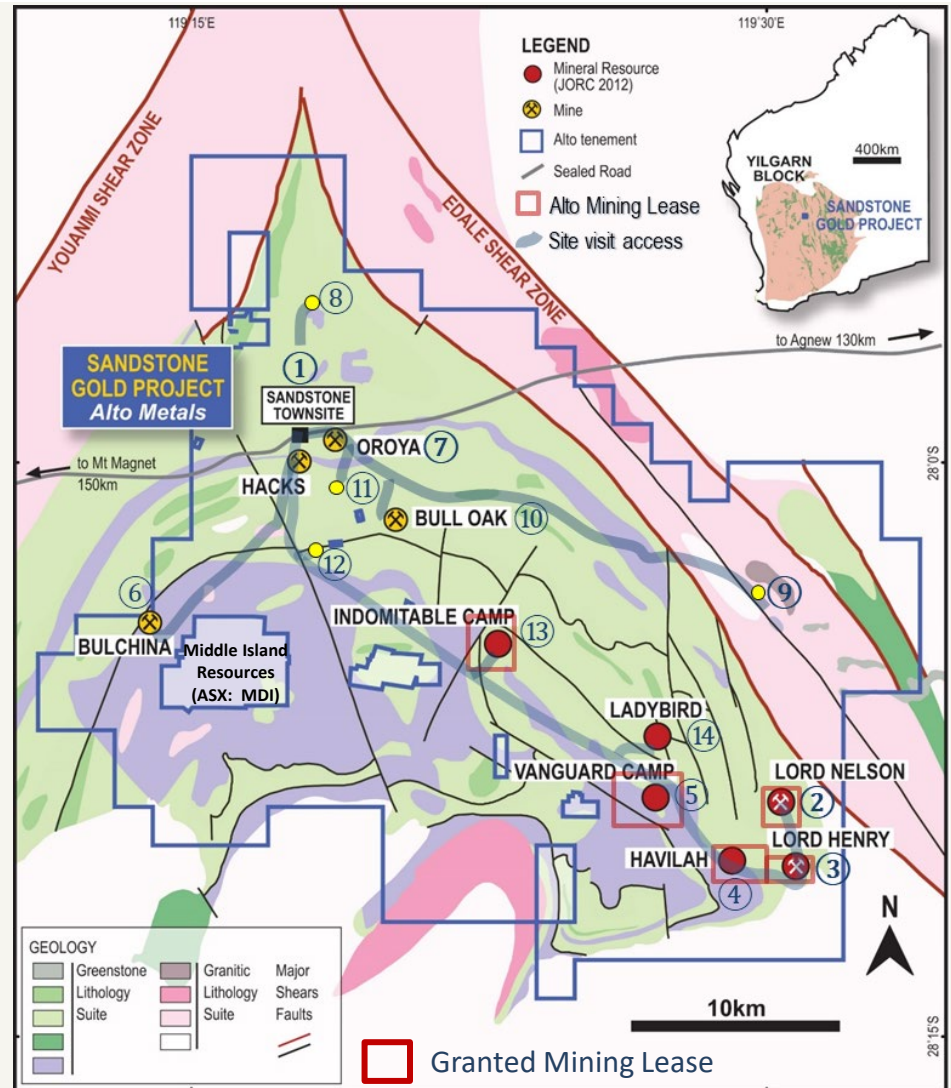 119°15'E
119°30'E
LEGEND
Mineral Resource
(JORC 2012)
Mine
Alto tenement
Sealed Road
Alto Mining Lease
Site visit access
400km
YILGARN
BLOCK
SANDSTONE
GOLD PROJECT
YOUANMI SHEAR ZONE
EDALE SHEAR ZONE
⑧
to Agnew 130km
SANDSTONE
GOLD PROJECT
Alto Metals
①
SANDSTONE
TOWNSITE
OROYA ⑦
to Mt Magnet
150km
28°0'S
HACKS
⑪
BULL OAK ⑩
⑫
⑥
BULCHINA
⑨
INDOMITABLE CAMP
⑬
Middle Island
Resources
(ASX: MDI)
LADYBIRD
⑭
VANGUARD CAMP
⑤
LORD NELSON
②
LORD HENRY
③
HAVILAH
④
N
GEOLOGY
Greenstone
Lithology
Suite
Granitic
Lithology
Suite
Major
Shears
Faults
10km
28°15'S
Granted Mining Lease